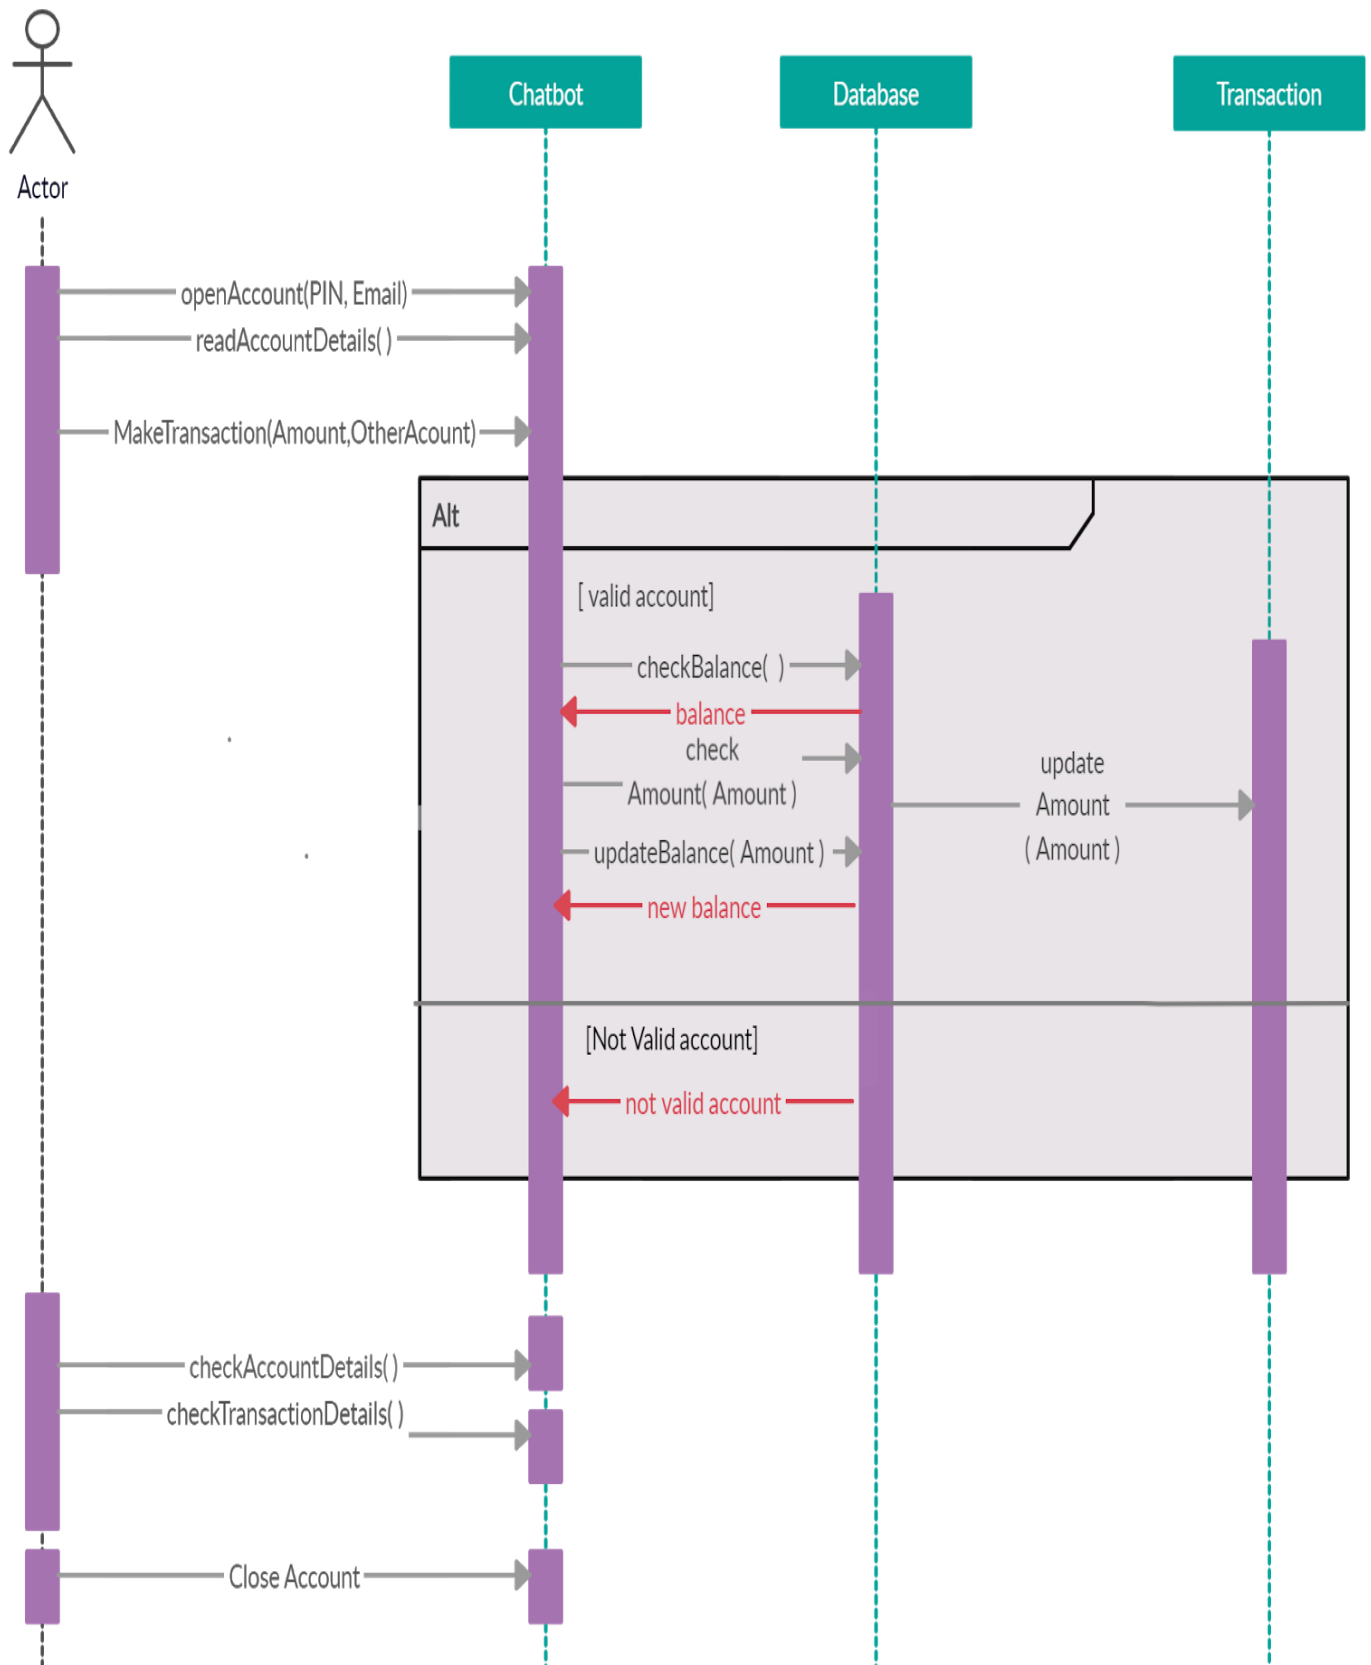 Chatbot
Database
Transaction
Actor
openAccount(PIN, Email)
readAccountDetails( )
MakeTransaction(Amount,OtherAcount)
Alt
[ valid account]
checkBalance(  )
balance
check
Amount( Amount )
update
Amount
( Amount )
updateBalance( Amount )
new balance
[Not Valid account]
not valid account
checkAccountDetails( )
checkTransactionDetails( )
Close Account